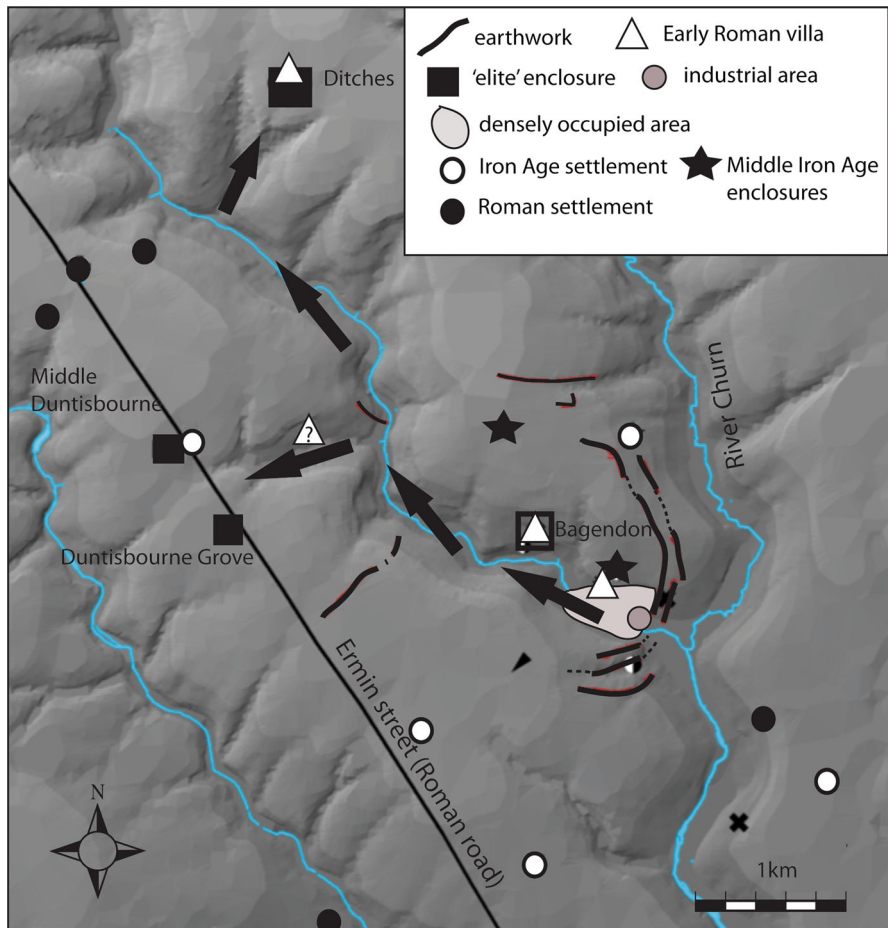 earthwork
Early Roman villa
'elite' enclosure
industrial area
densely occupied area
Iron Age settlement
Middle Iron Age
enclosures
Roman settlement
Ditches
River Churn
Middle
Duntisbourne
?
Bagendon
Duntisbourne Grove
Ermin street (Roman road)
N
1km